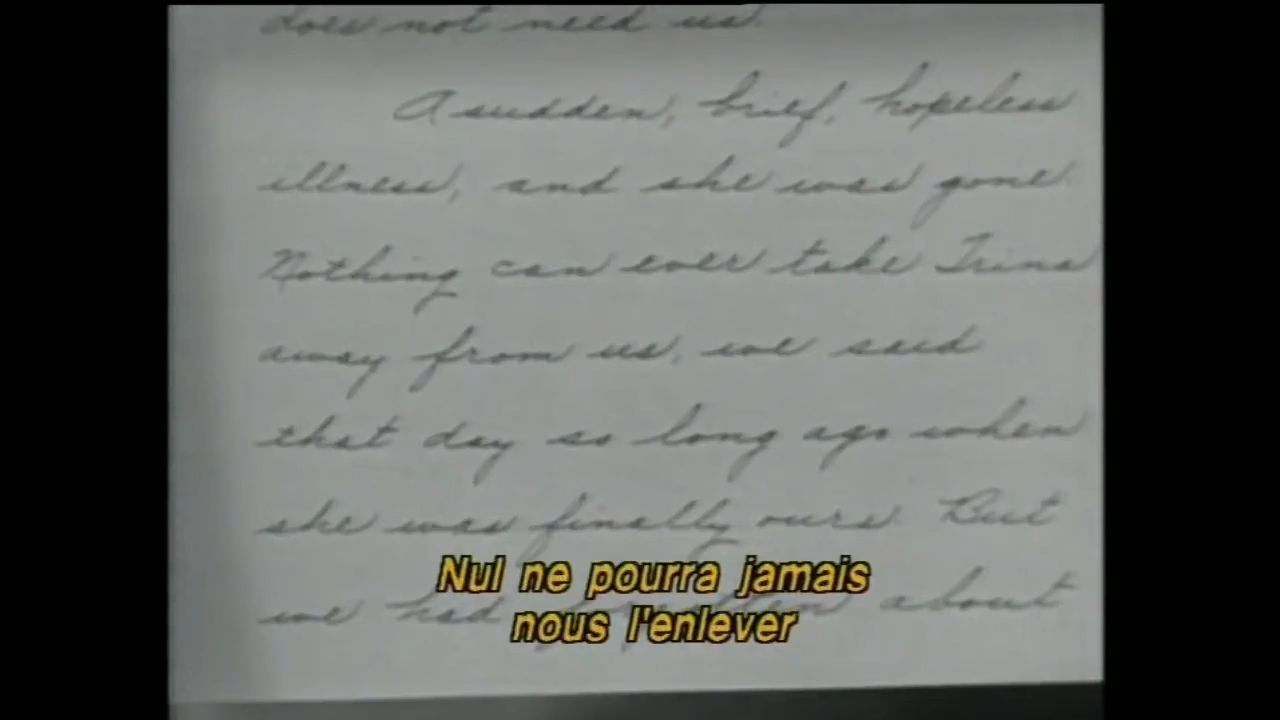 does not need us.
A sudden, brief, hopeless
illness, and she was gone.
Nothing can ever take Trina
away from us, we said
that day so long ago when
she was finally ours. But
we had forgotten about
Nul ne pourra jamais
nous l'enlever